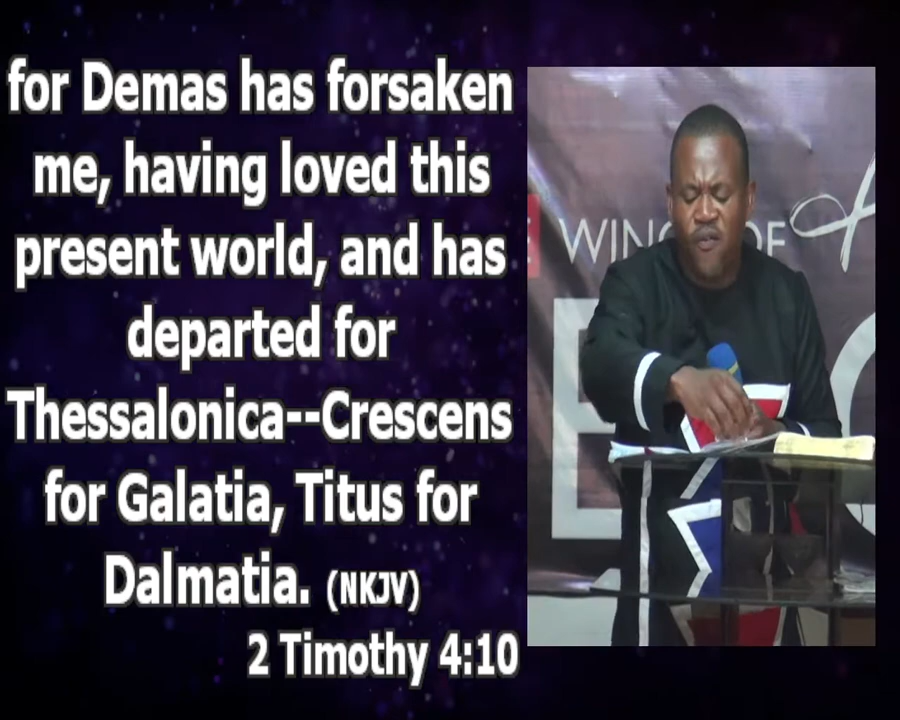 for Demas has forsaken
me, having loved this
present world, and has
departed for
Thessalonica--Crescens
for Galatia, Titus for
Dalmatia. (NKJV)
2 Timothy 4:10
OF